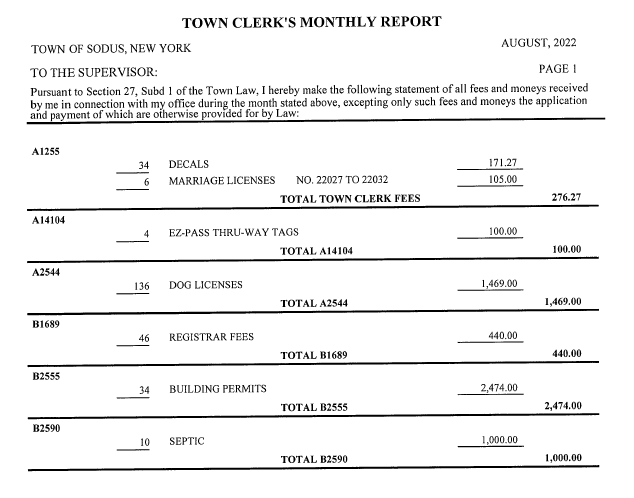 TOWN CLERK'S MONTHLY REPORT
TOWN OF SODUS, NEW YORK AUGUST, 2022
TO THE SUPERVISOR: PAGE 1
Pursuant to Section 27, Subd 1 of the Town Law, I hereby make the following statement of all fees and moneys received
by me in connection with my office during the month stated above, excepting only such fees and moneys the application
and payment of which are otherwise provided for by Law:
A1255
34 DECALS 171.27
6 MARRIAGE LICENSES NO. 22027 TO 22032 105.00
TOTAL TOWN CLERK FEES 276.27
A14104
4 EZ-PASS THRU-WAY TAGS 100.00
TOTAL A14104 100.00
A2544
136 DOG LICENSES 1,469.00
TOTAL A2544 1,469.00
B1689
46 REGISTRAR FEES 440.00
TOTAL B1689 440.00
B2555
34 BUILDING PERMITS 2,474.00
TOTAL B2555 2,474.00
B2590
10 SEPTIC 1,000.00
TOTAL B2590 1,000.00